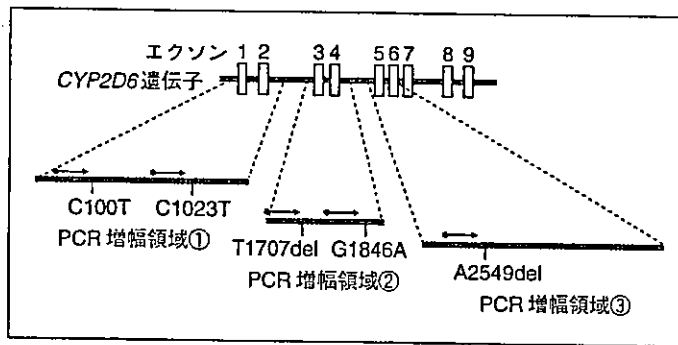 エクソン 1 2 3 4 5 6 7 8 9
CYP2D6遺伝子
C100T C1023T
PCR 増幅領域①
T1707del G1846A
PCR 増幅領域②
A2549del
PCR 増幅領域③